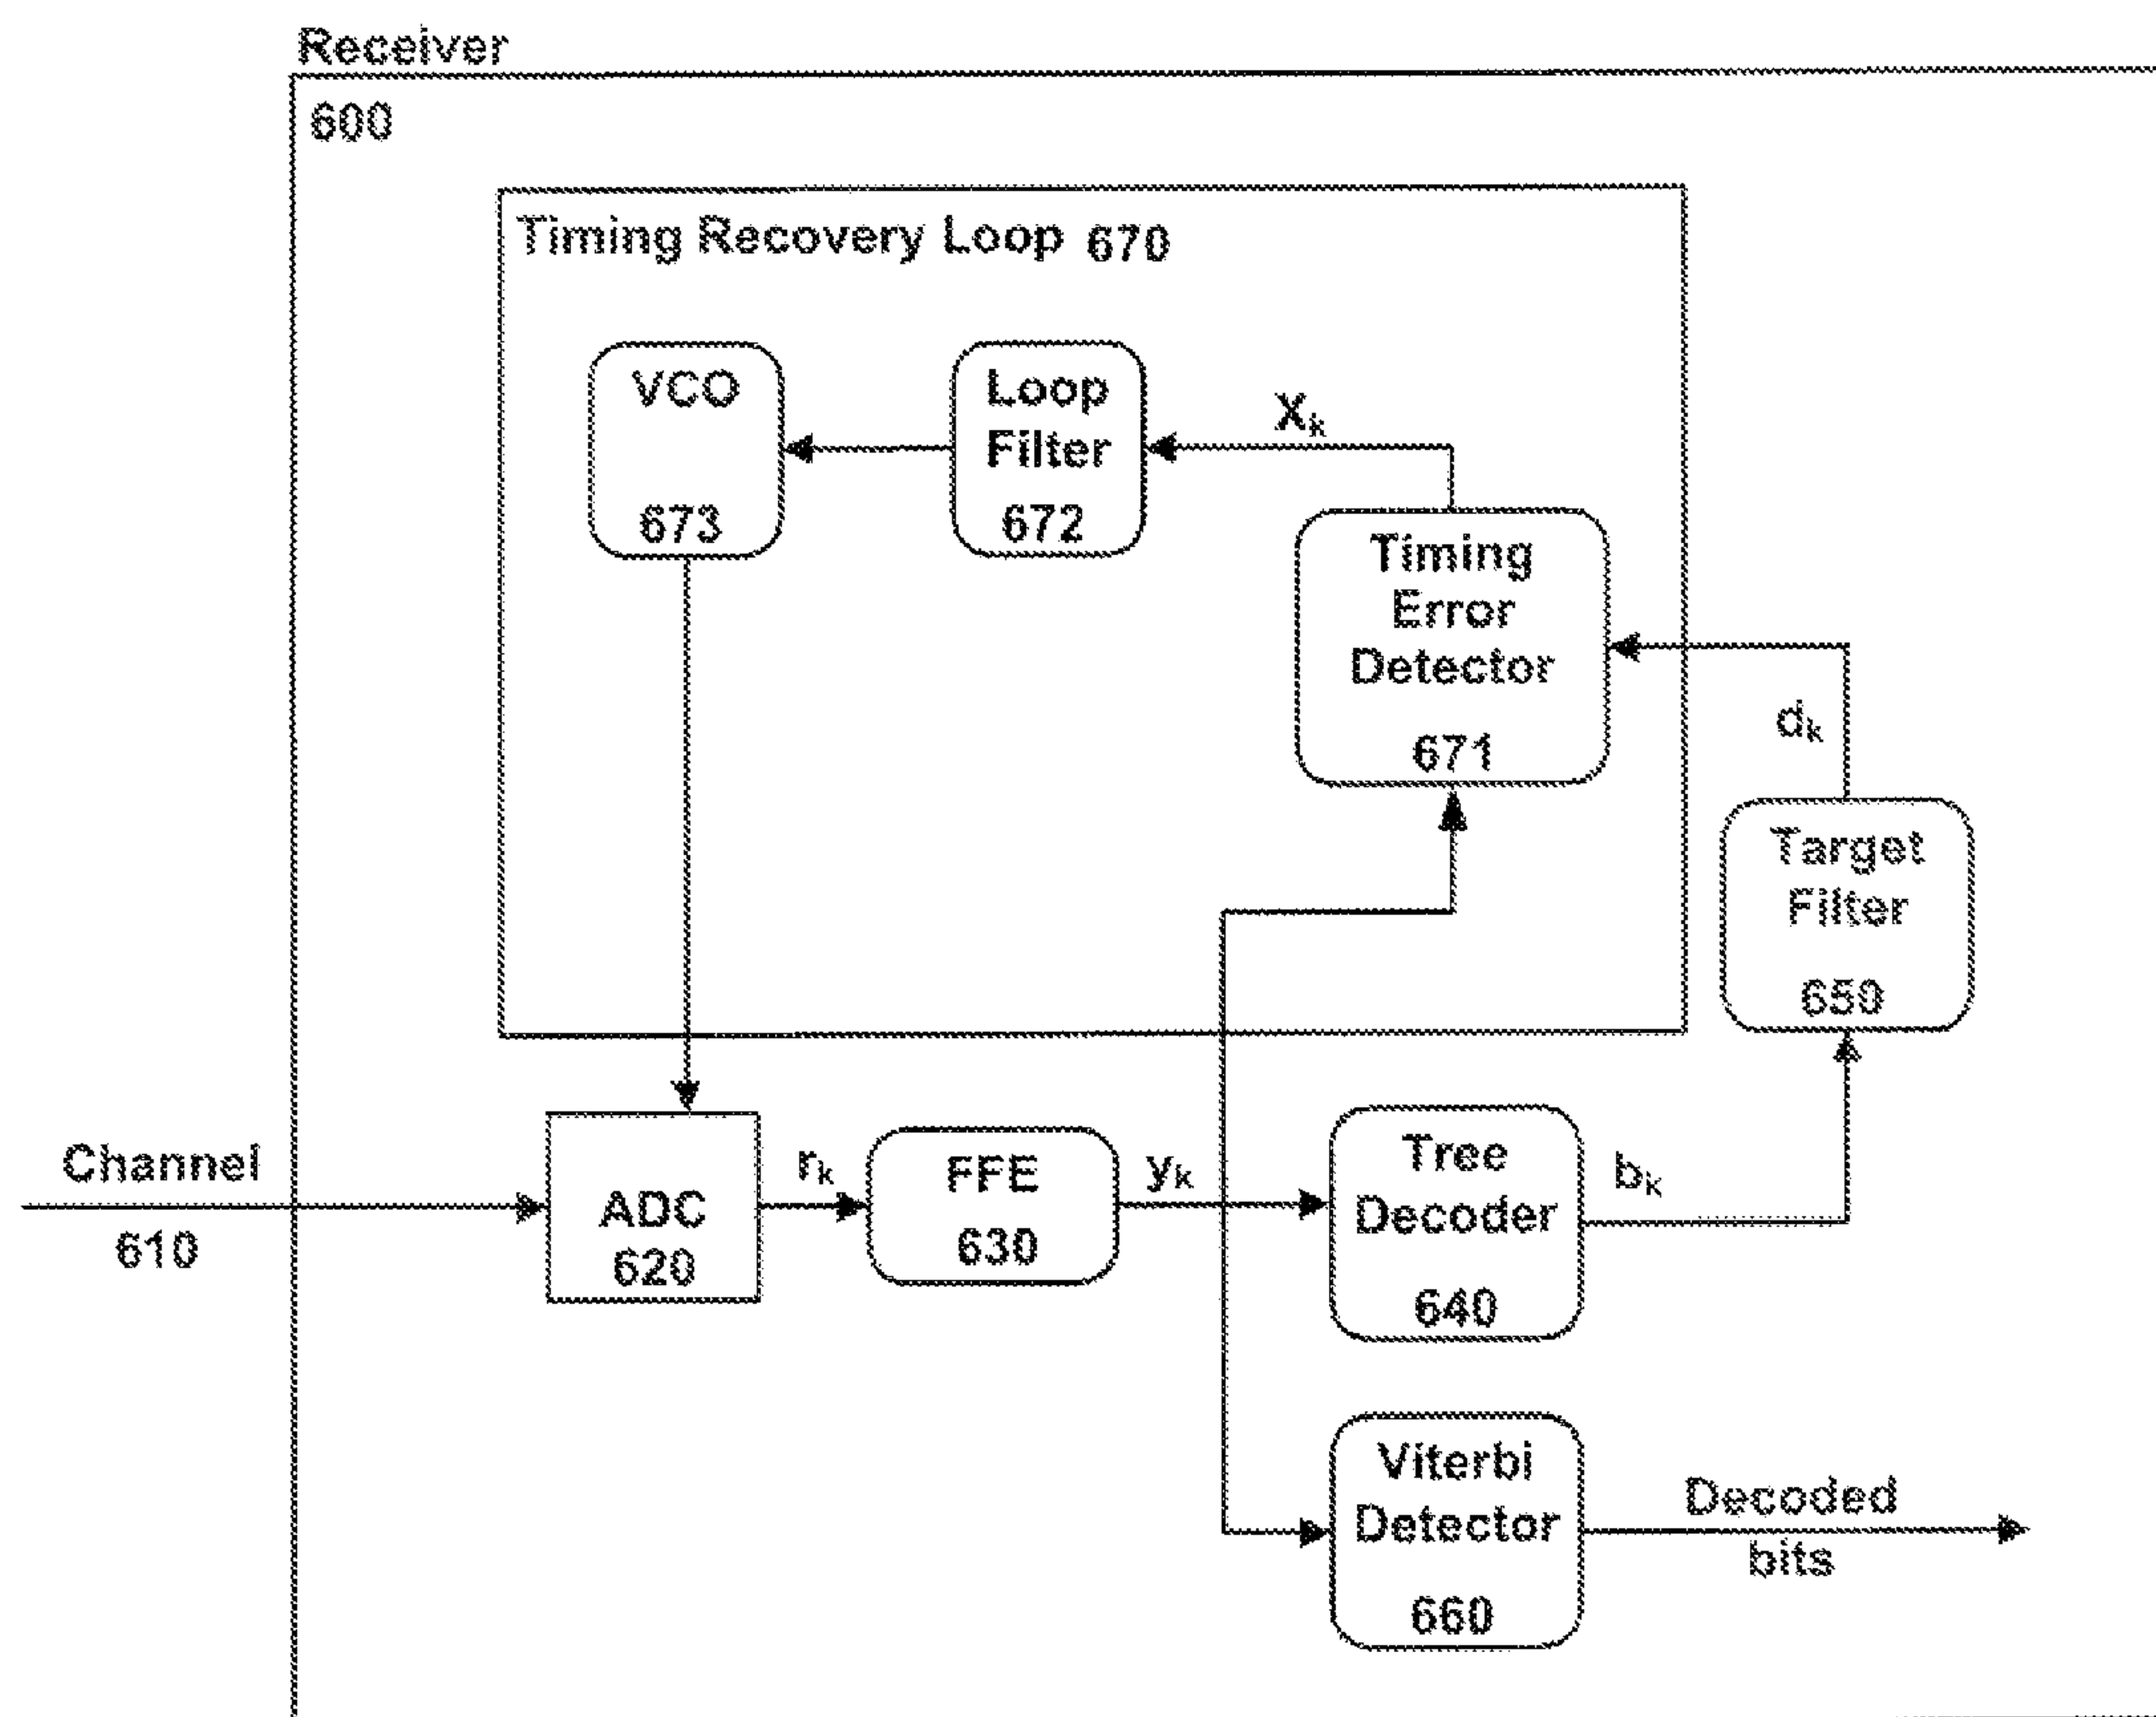 Receiver
600
Timing Recovery Loop 670
VCO
673
Loop
Filter
672
Xk
Timing
Error
Detector
671
dk
Target
Filter
650
Channel
610
ADC
620
rk
FFE
630
yk
Tree
Decoder
640
bk
Viterbi
Detector
660
Decoded
bits